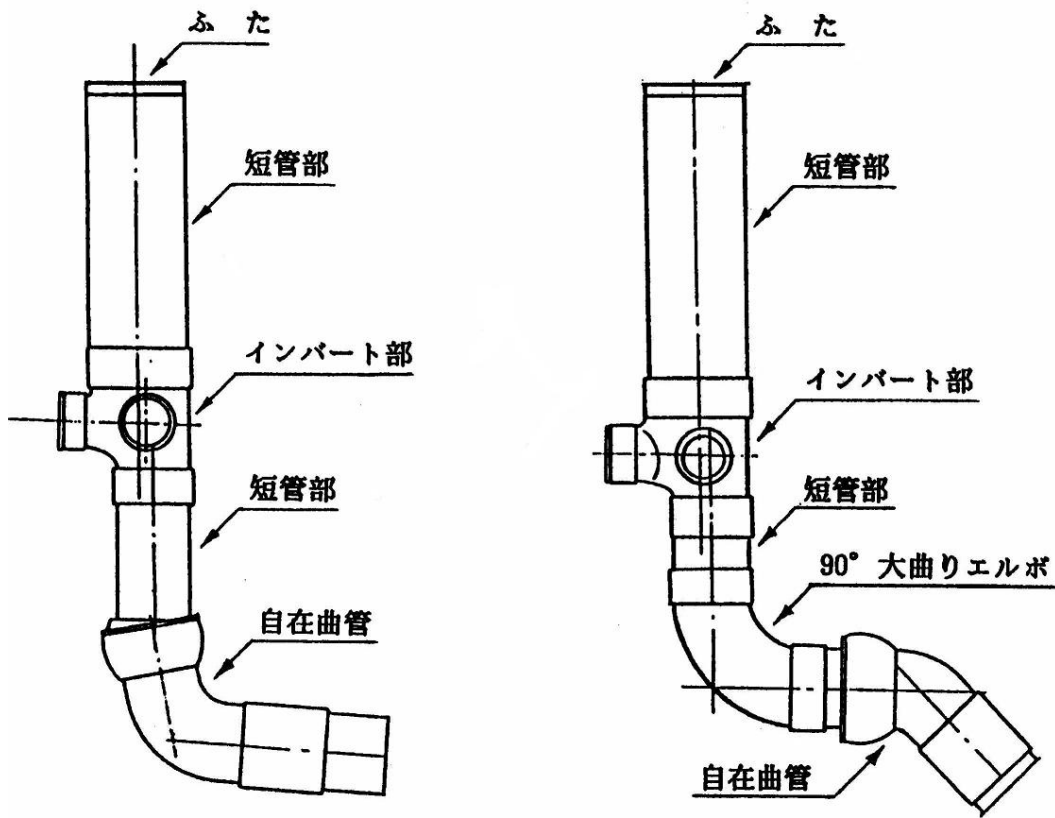 ふた
短管部
インバート部
短管部
自在曲管
ふた
短管部
インバート部
短管部
90°大曲りエルボ
自在曲管